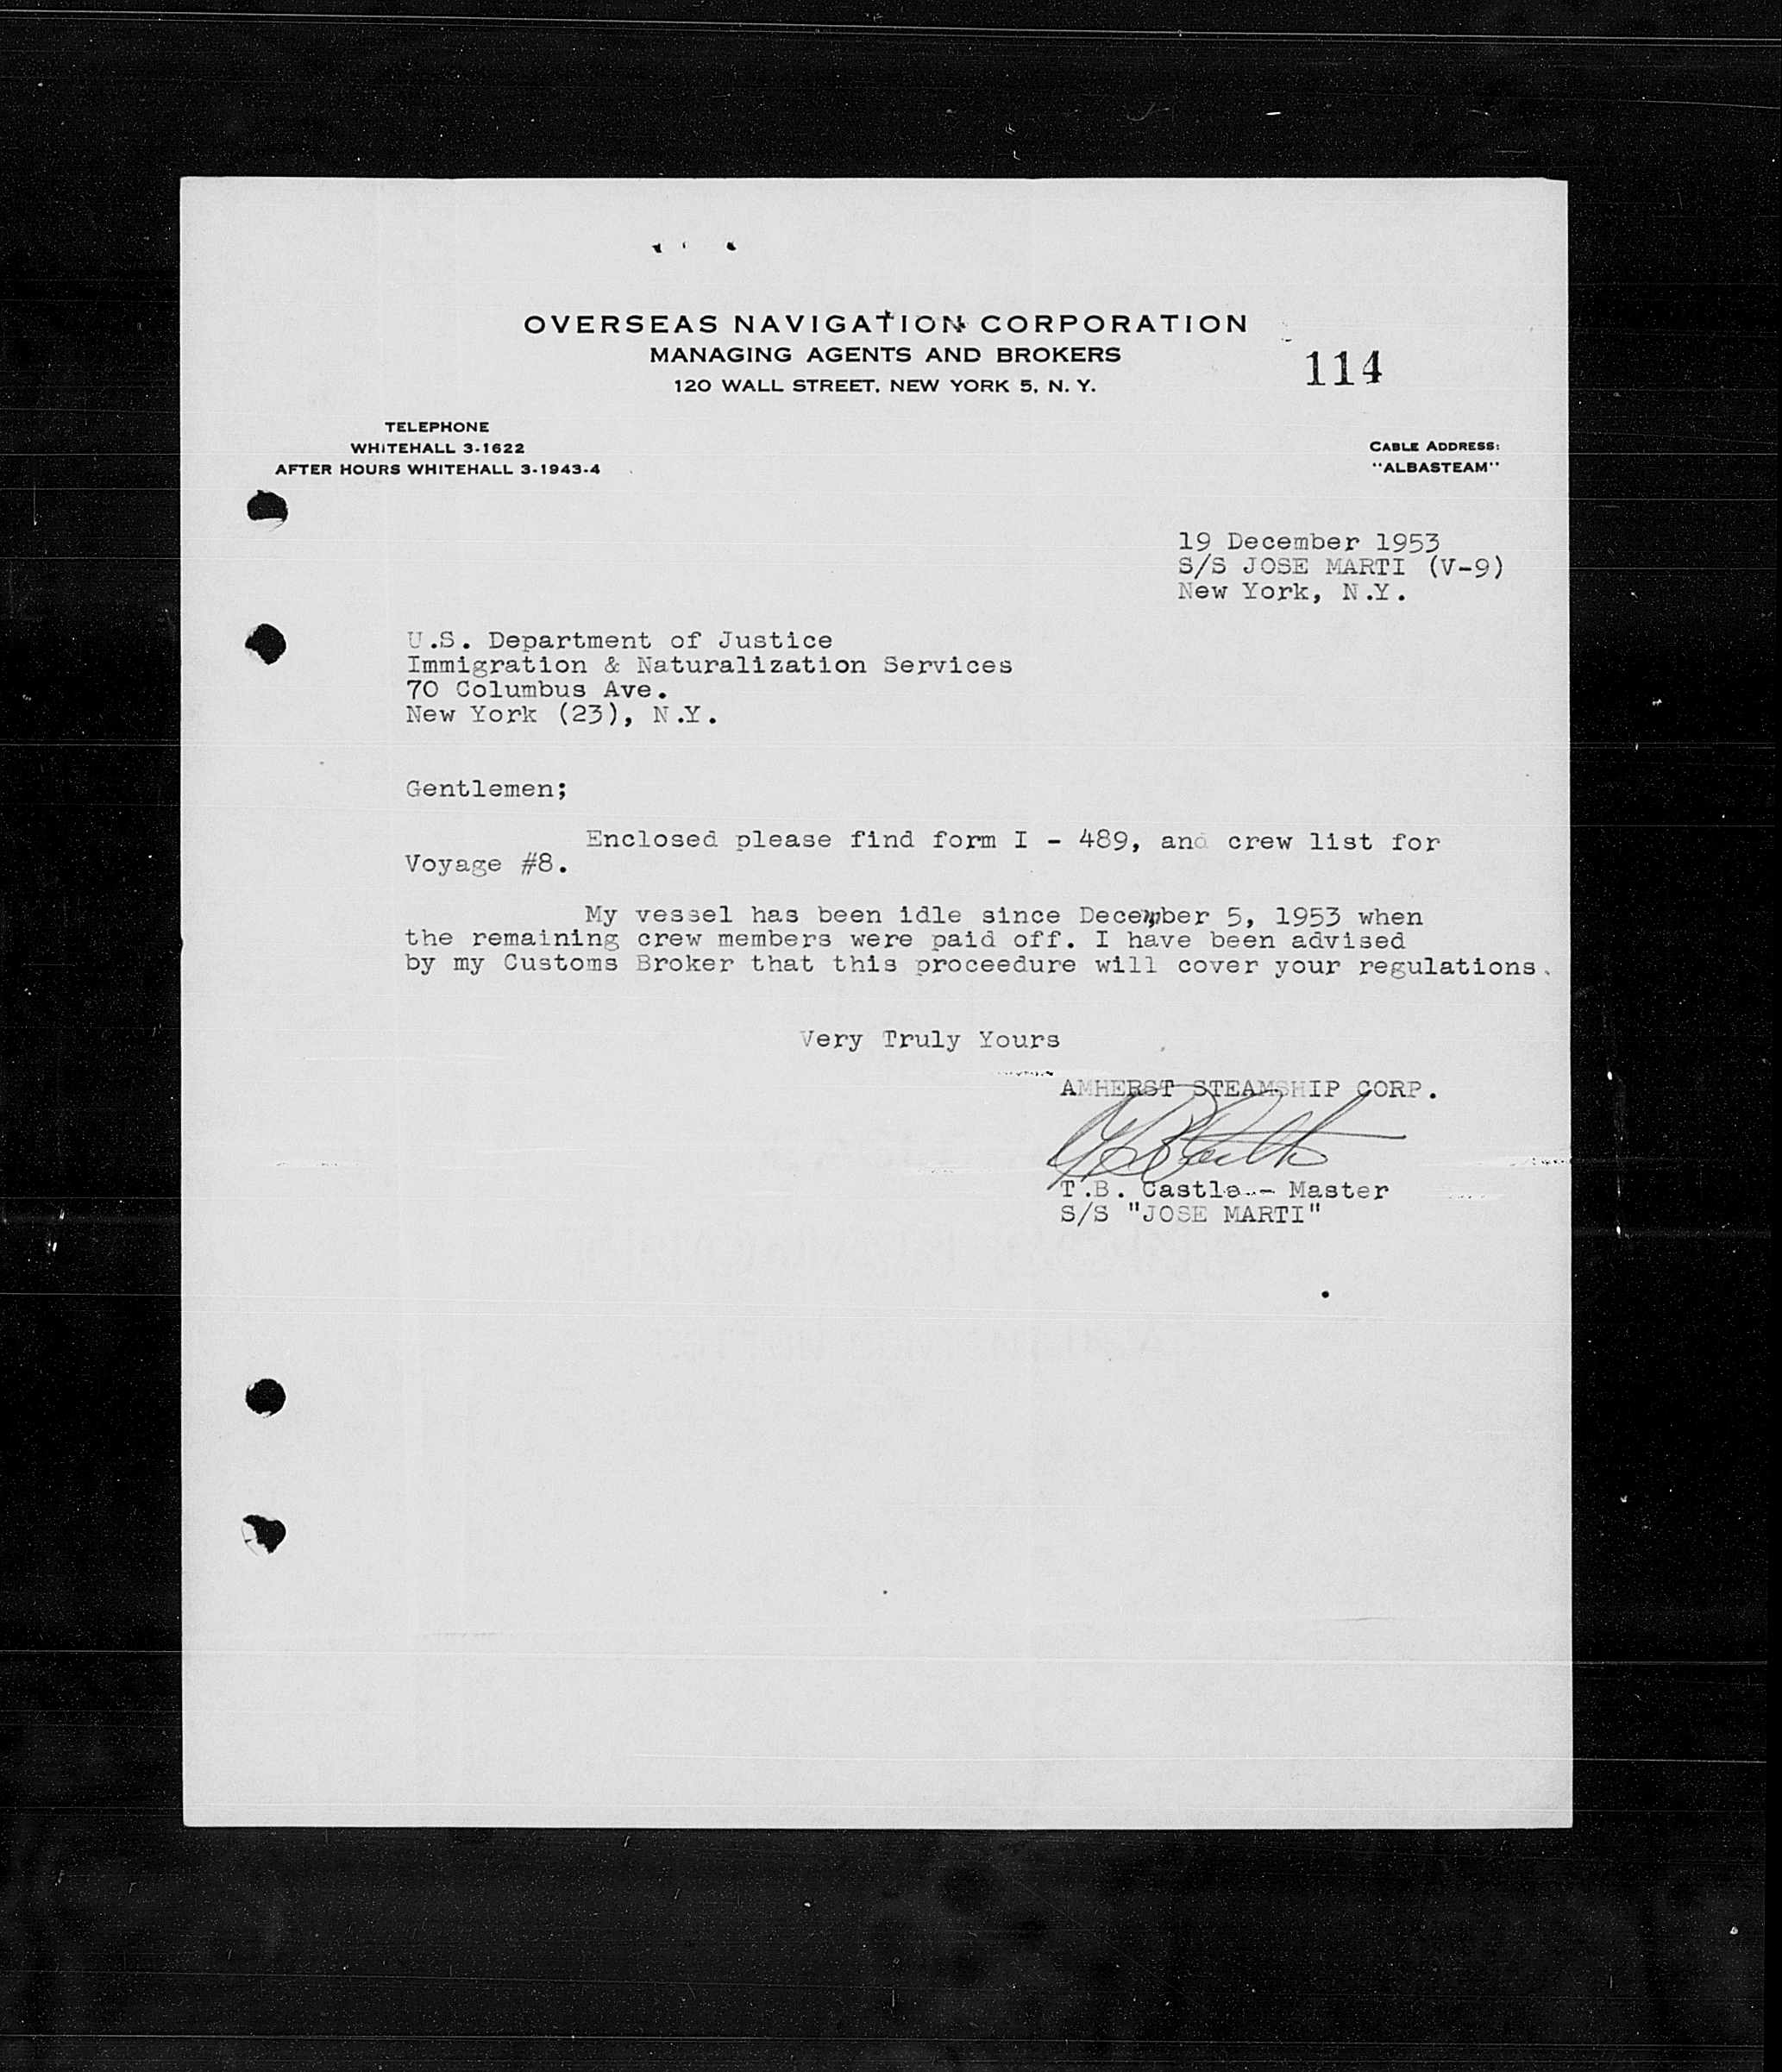 OVERSEAS NAVIGATION CORPORATION
MANAGING AGENTS AND BROKERS
120 WALL STREET, NEW YORK 5, N. Y.
114
TELEPHONE
WHITEHALL 3-1622
AFTER HOURS WHITEHALL 3-1943-4
CABLE ADDRESS:
"ALBASTEAM"
19 December 1953
S/S JOSE MARTI (V-9)
New York, N.Y.
U.S. Department of Justice
Immigration & Naturalization Services
70 Columbus Ave.
New York (23), N.Y.
Gentlemen;
Enclosed please find form I - 489, and crew list for
Voyage #8.
My vessel has been idle since December 5, 1953 when
the remaining crew members were paid off. I have been advised
by my Customs Broker that this proceedure will cover your regulations.
Very Truly Yours
AMHERST STEAMSHIP CORP.
T.B. Castle - Master
S/S "JOSE MARTI"